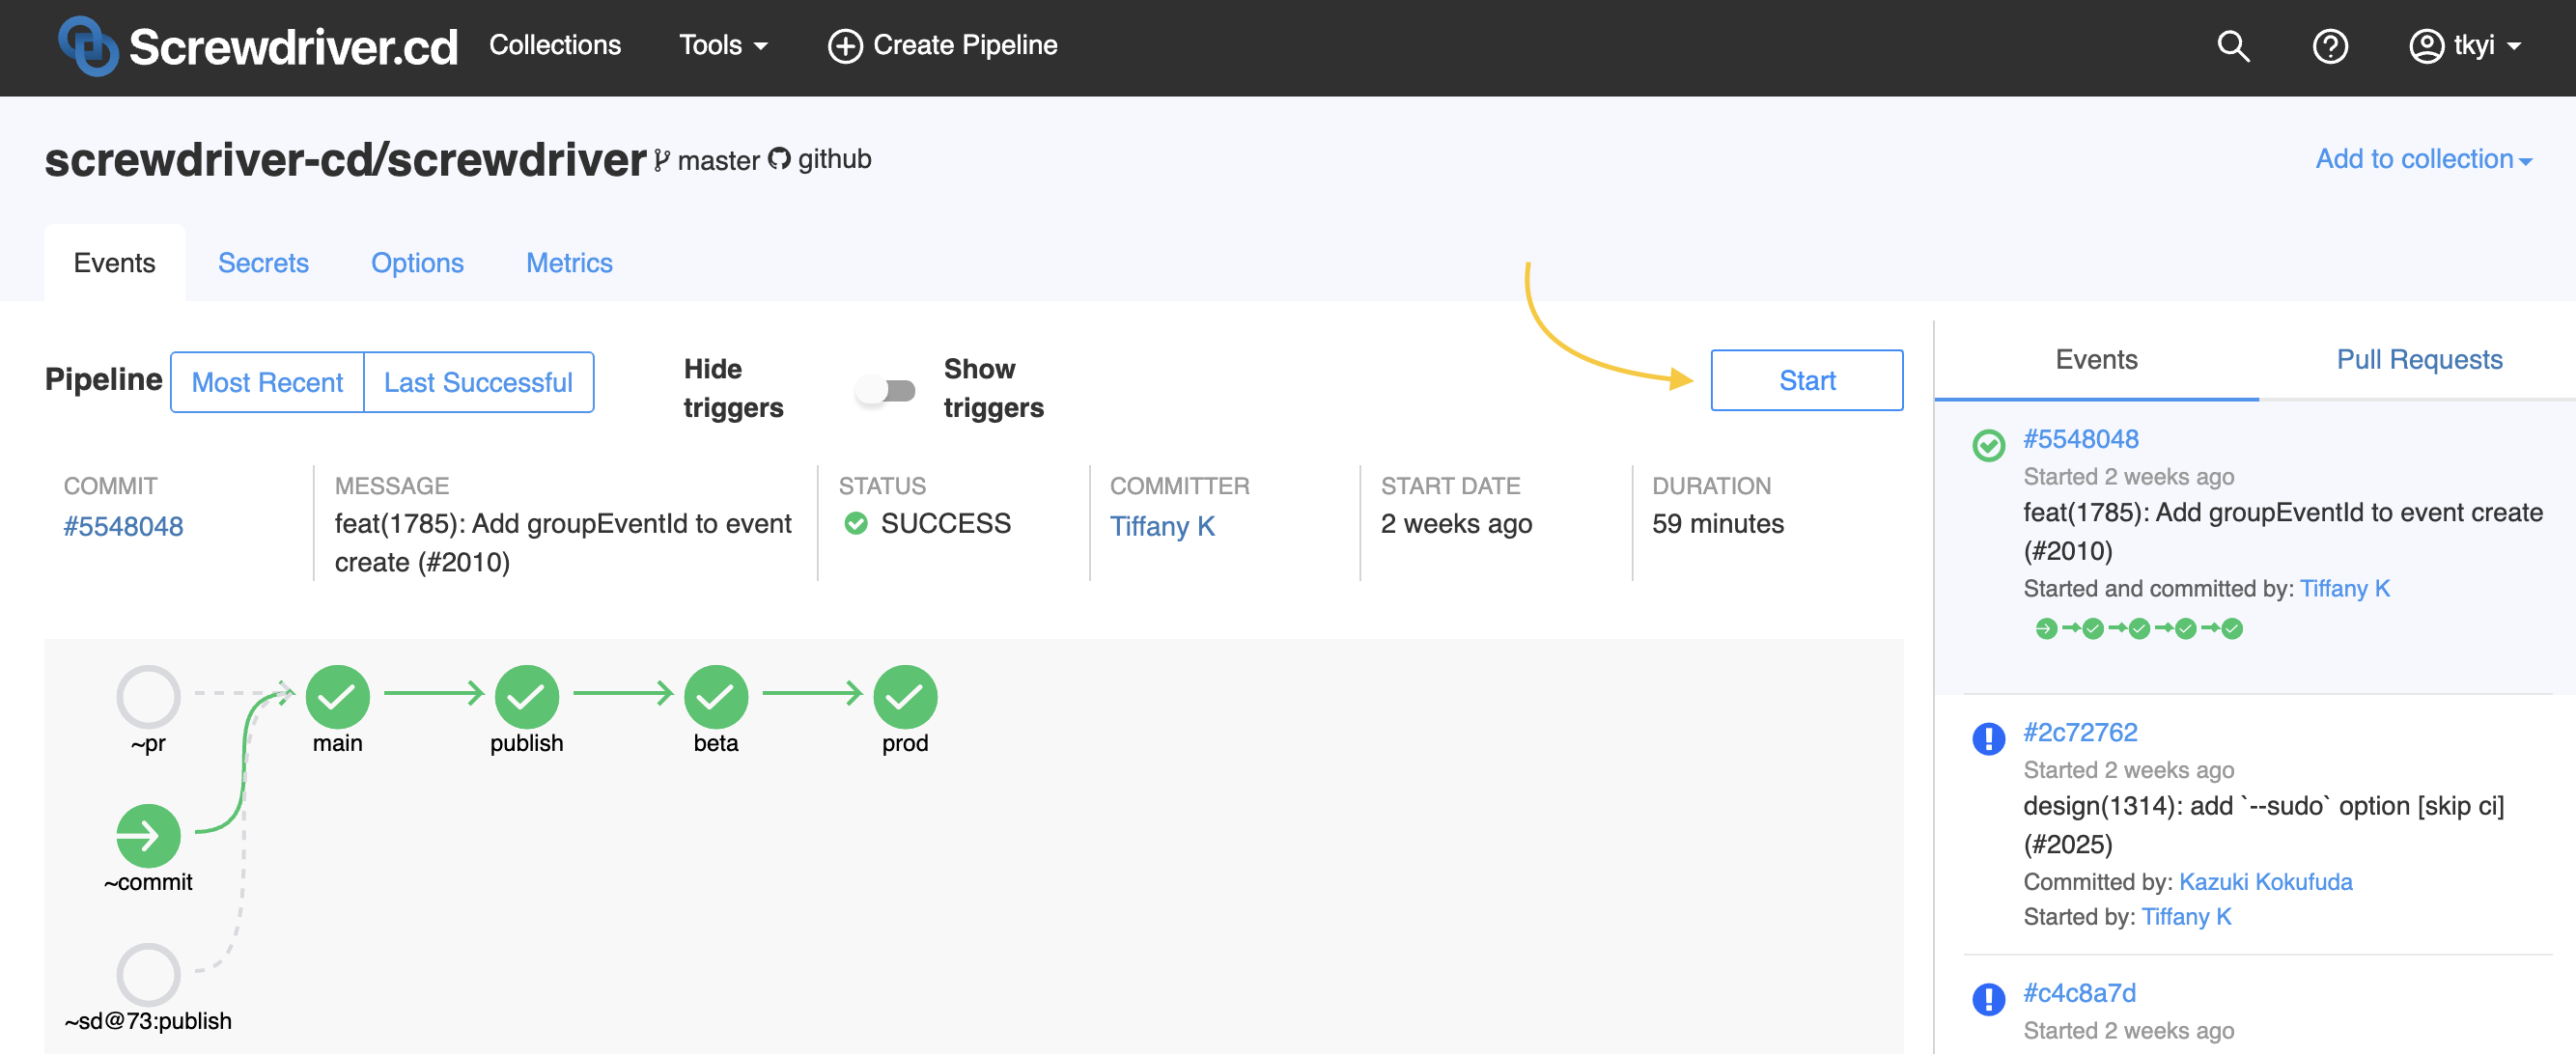 Screwdriver.cd Collections Tools Create Pipeline tkyi
screwdriver-cd/screwdriver master github Add to collection
Events Secrets Options Metrics
Pipeline Most Recent Last Successful
Hide
triggers
Show
triggers
Start
COMMIT
#5548048
MESSAGE
feat(1785): Add groupEventId to event
create (#2010)
STATUS
SUCCESS
COMMITTER
Tiffany K
START DATE
2 weeks ago
DURATION
59 minutes
~pr
main
publish
beta
prod
~commit
~sd@73:publish
Events Pull Requests
#5548048
Started 2 weeks ago
feat(1785): Add groupEventId to event create
(#2010)
Started and committed by: Tiffany K
#2c72762
Started 2 weeks ago
design(1314): add `--sudo` option [skip ci]
(#2025)
Committed by: Kazuki Kokufuda
Started by: Tiffany K
#c4c8a7d
Started 2 weeks ago